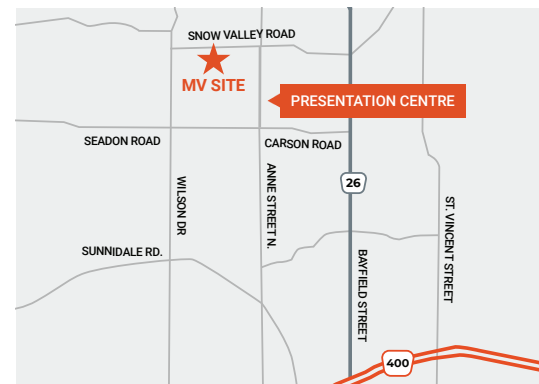 SNOW VALLEY ROAD
MV SITE
PRESENTATION CENTRE
SEADON ROAD
CARSON ROAD
WILSON DR
ANNE STREET N.
26
ST. VINCENT STREET
SUNNIDALE RD.
BAYFIELD STREET
400